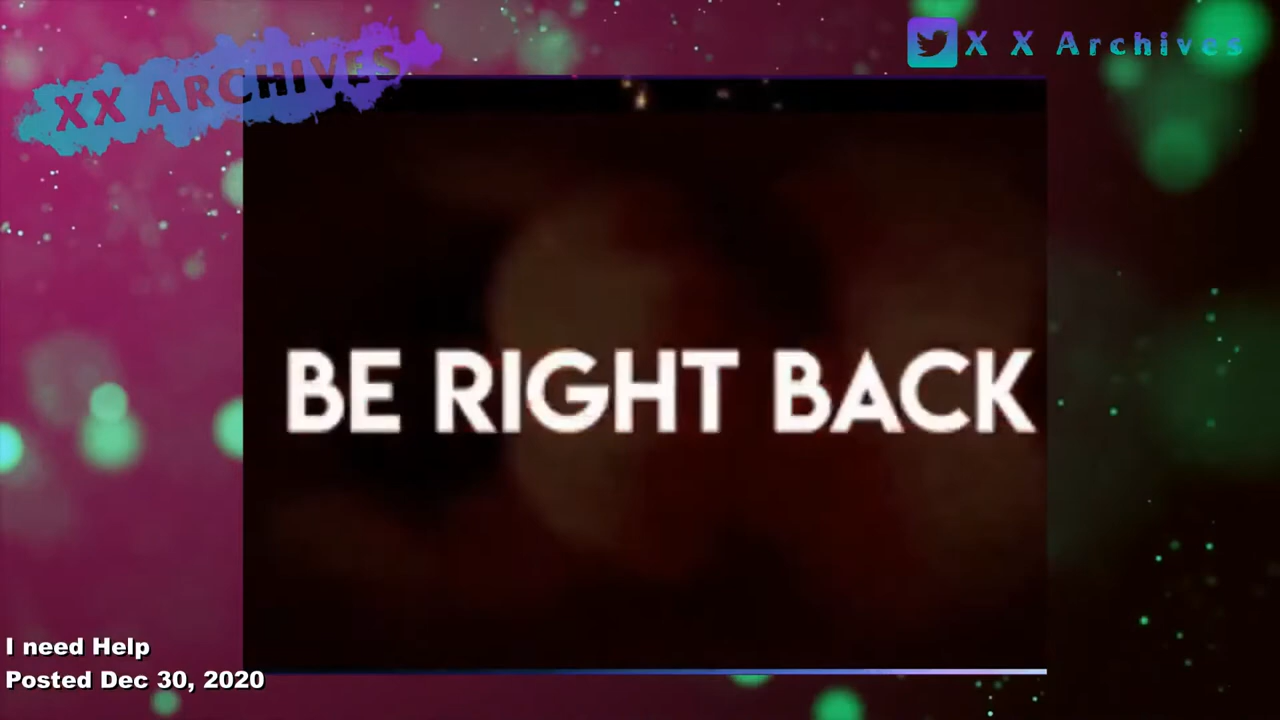 XX ARCHIVES
X X Archives
BE RIGHT BACK
I need Help
Posted Dec 30, 2020